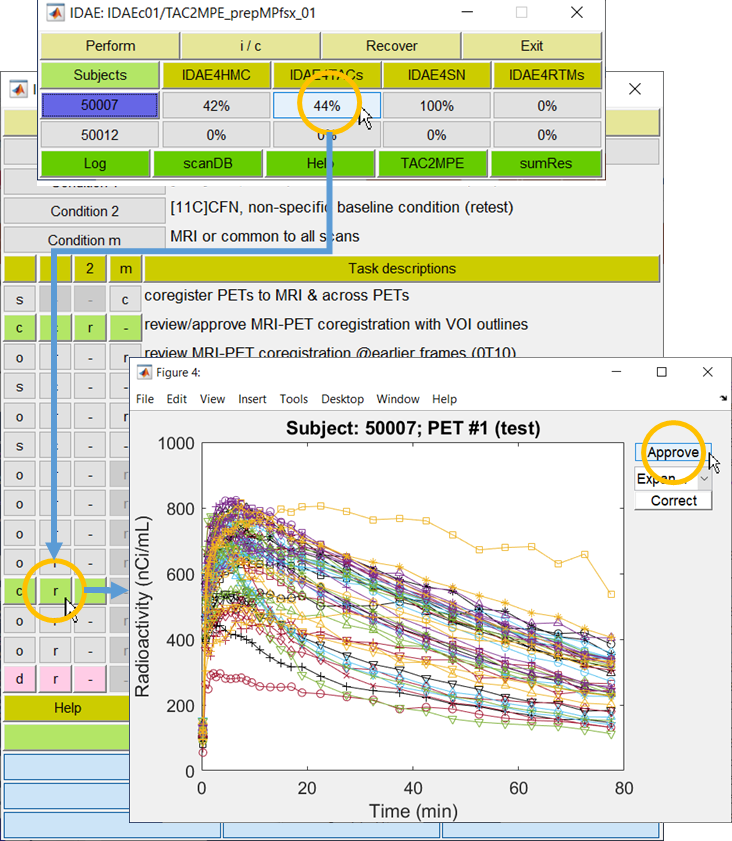 IDAE: IDAEc01/TAC2MPE_prepMPfsx_01
Perform i / c Recover Exit
Subjects IDAE4HMC IDAE4TACs IDAE4SN IDAE4RTMs
50007 42% 44% 100% 0%
50012 0% 0% 0% 0%
Log scanDB Help TAC2MPE sumRes
Condition 2 [11C]CFN, non-specific baseline condition (retest)
Condition m MRI or common to all scans
2 m Task descriptions
s - c coregister PETs to MRI & across PETs
c r - review/approve MRI-PET coregistration with VOI outlines
o r - r review MRI-PET coregistration @earlier frames (0T10)
s -
o - r
s -
o r - r
o r - r
o r - r
o r -
r
o - r
o r - r
d r -
Help
Figure 4:
File Edit View Insert Tools Desktop Window Help
Subject: 50007; PET #1 (test)
Approve
Expan...
Correct
Radioactivity (nCi/mL)
1000
800
600
400
200
0
0 20 40 60 80
Time (min)